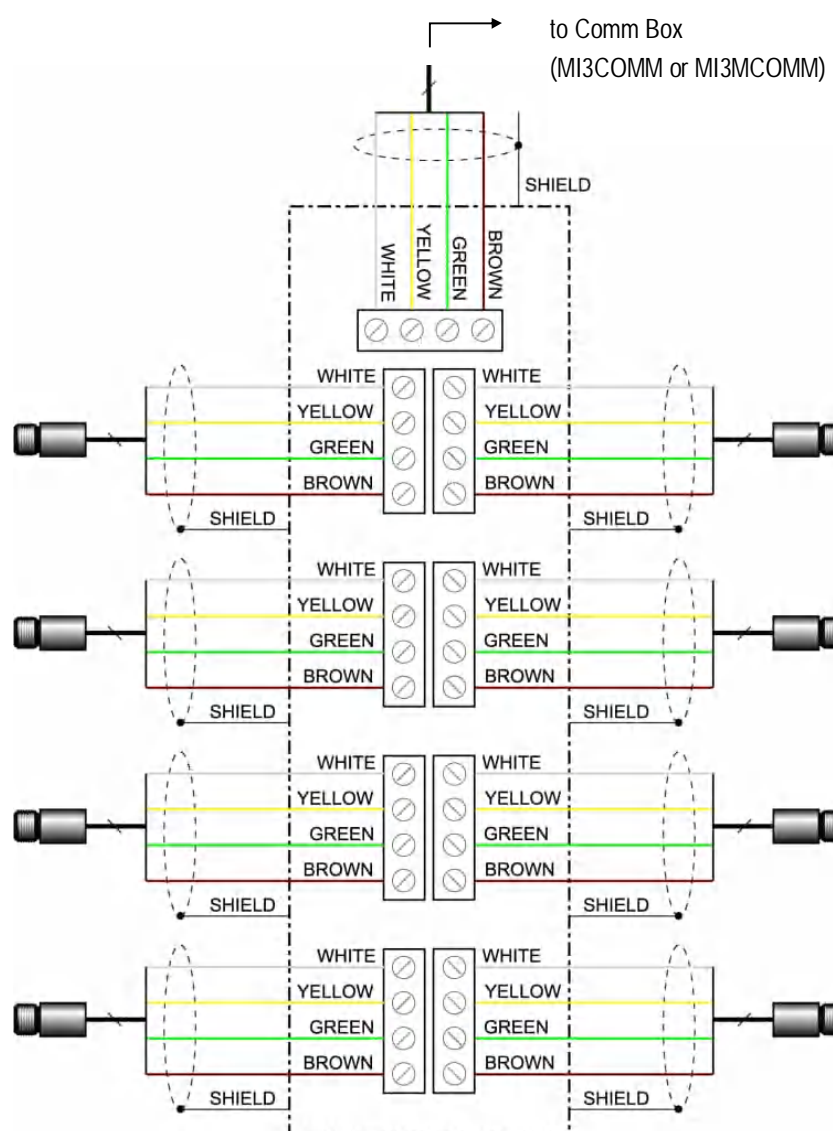 to Comm Box
(MI3COMM or MI3MCOMM)
SHIELD
WHITE
YELLOW
GREEN
BROWN
WHITE WHITE
YELLOW YELLOW
GREEN GREEN
BROWN BROWN
SHIELD SHIELD
WHITE WHITE
YELLOW YELLOW
GREEN GREEN
BROWN BROWN
SHIELD SHIELD
WHITE WHITE
YELLOW YELLOW
GREEN GREEN
BROWN BROWN
SHIELD SHIELD
WHITE WHITE
YELLOW YELLOW
GREEN GREEN
BROWN BROWN
SHIELD SHIELD